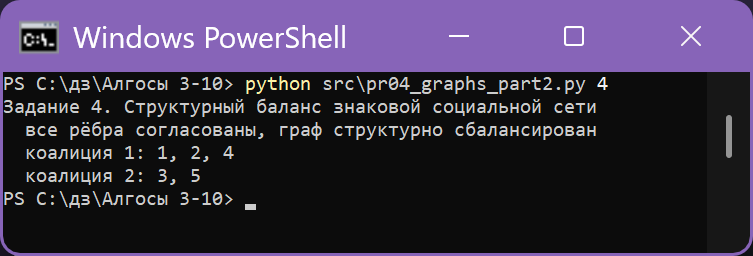 Windows PowerShell
PS C:\дз\Алгосы 3-10> python src\pr04_graphs_part2.py 4
Задание 4. Структурный баланс знаковой социальной сети
  все рёбра согласованы, граф структурно сбалансирован
  коалиция 1: 1, 2, 4
  коалиция 2: 3, 5
PS C:\дз\Алгосы 3-10>